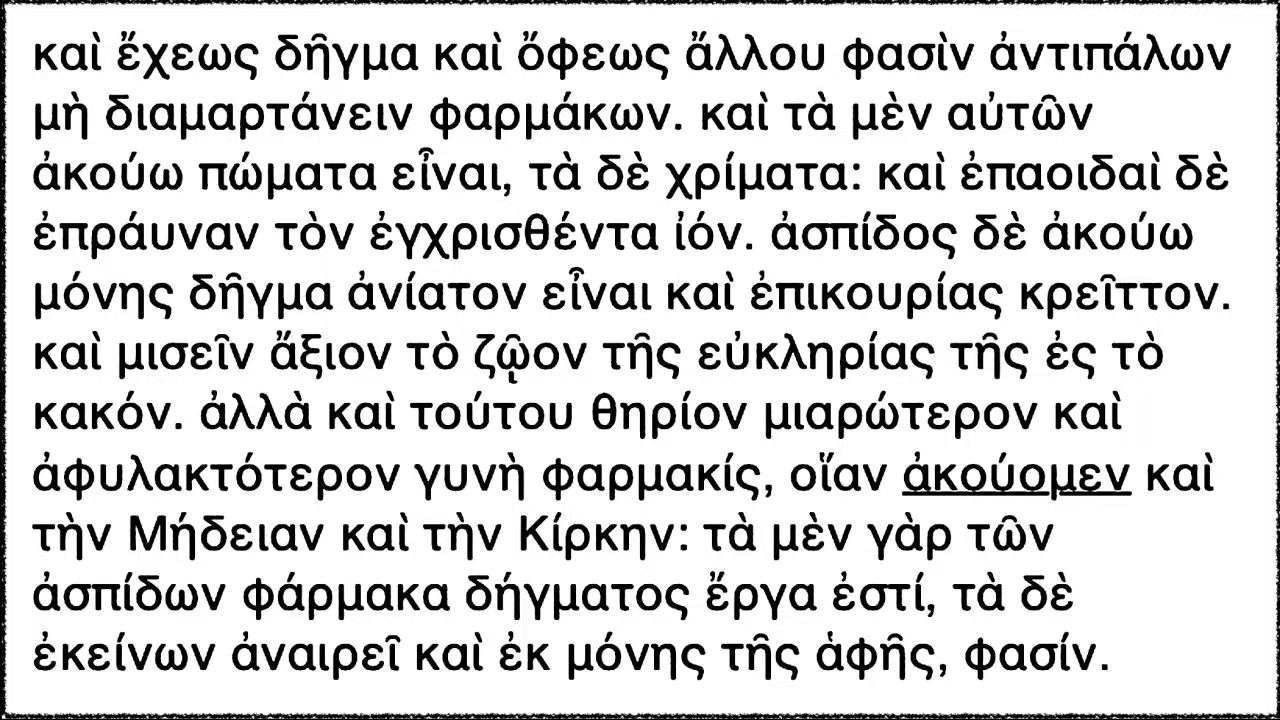 καὶ ἔχεως δῆγμα καὶ ὄφεως ἄλλου φασὶν ἀντιπάλων
μὴ διαμαρτάνειν φαρμάκων. καὶ τὰ μὲν αὐτῶν
ἀκούω πώματα εἶναι, τὰ δὲ χρίματα: καὶ ἐπαοιδαὶ δὲ
ἐπράυναν τὸν ἐγχρισθέντα ἰόν. ἀσπίδος δὲ ἀκούω
μόνης δῆγμα ἀνίατον εἶναι καὶ ἐπικουρίας κρεῖττον.
καὶ μισεῖν ἄξιον τὸ ζῷον τῆς εὐκληρίας τῆς ἐς τὸ
κακόν. ἀλλὰ καὶ τούτου θηρίον μιαρώτερον καὶ
ἀφυλακτότερον γυνὴ φαρμακίς, οἵαν ἀκούομεν καὶ
τὴν Μήδειαν καὶ τὴν Κίρκην: τὰ μὲν γὰρ τῶν
ἀσπίδων φάρμακα δήγματος ἔργα ἐστί, τὰ δὲ
ἐκείνων ἀναιρεῖ καὶ ἐκ μόνης τῆς ἁφῆς, φασίν.